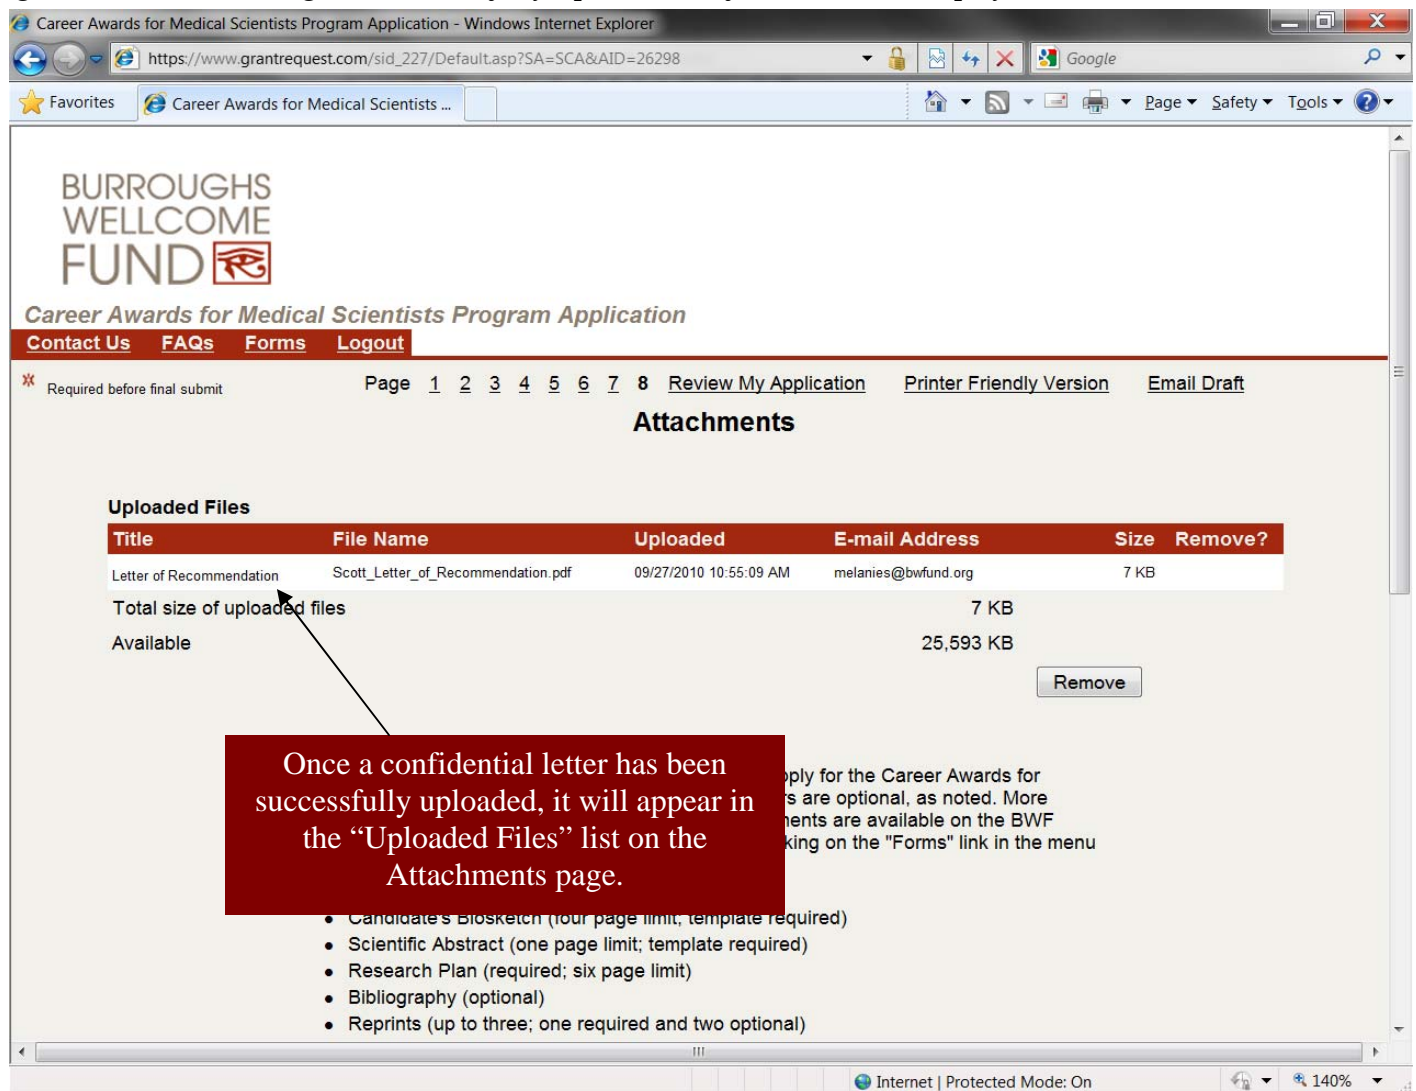 Career Awards for Medical Scientists Program Application - Windows Internet Explorer
https://www.grantrequest.com/sid_227/Default.asp?SA=SCA&AID=26298
Google
Favorites
Career Awards for Medical Scientists ...
Page
Safety
Tools
BURROUGHS
WELLCOME
FUND
Career Awards for Medical Scientists Program Application
Contact Us FAQs Forms Logout
Required before final submit
Page 1 2 3 4 5 6 7 8 Review My Application Printer Friendly Version Email Draft
Attachments
Uploaded Files
Title File Name Uploaded E-mail Address Size Remove?
Letter of Recommendation Scott_Letter_of_Recommendation.pdf 09/27/2010 10:55:09 AM melanies@bwfund.org 7 KB
Total size of uploaded files 7 KB
Available 25,593 KB
Remove
Once a confidential letter has been
successfully uploaded, it will appear in
the “Uploaded Files” list on the
Attachments page.
for the Career Awards for
are optional, as noted. More
are available on the BWF
on the "Forms" link in the menu
Candidate's Biosketch (four page limit; template required)
Scientific Abstract (one page limit; template required)
Research Plan (required; six page limit)
Bibliography (optional)
Reprints (up to three; one required and two optional)
Internet | Protected Mode: On
140%